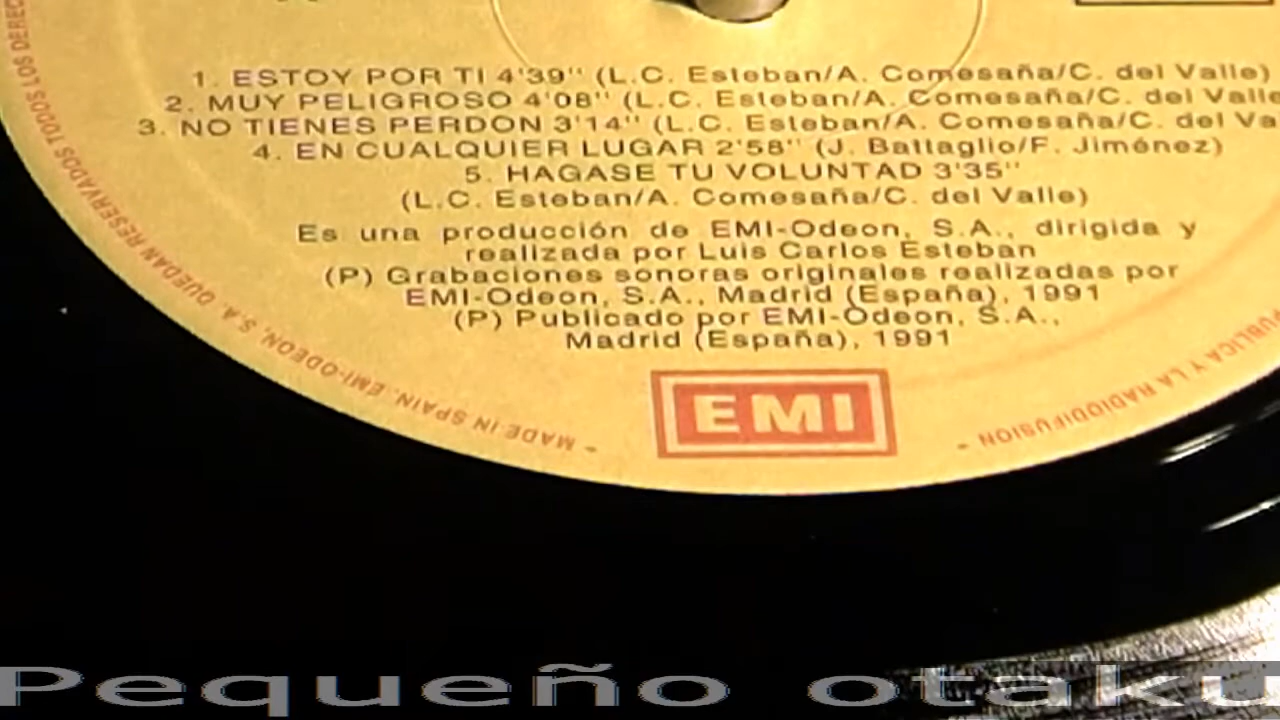 1. ESTOY POR TI 4'39" (L.C. Esteban/A. Comesaña/C. del Valle)
2. MUY PELIGROSO 4'08" (L.C. Esteban/A. Comesaña/C. del Valle
3. NO TIENES PERDON 3'14" (L.C. Esteban/A. Comesaña/C. del Va
4. EN CUALQUIER LUGAR 2'58" (J. Battaglio/F. Jiménez)
5. HAGASE TU VOLUNTAD 3'35"
(L.C. Esteban/A. Comesaña/C. del Valle)
Es una producción de EMI-Odeon, S.A., dirigida y
realizada por Luis Carlos Esteban
(P) Grabaciones sonoras originales realizadas por
EMI-Odeon, S.A., Madrid (España), 1991
(P) Publicado por EMI-Odeon, S.A.,
Madrid (España), 1991
EMI
- MADE IN SPAIN. EMI-ODEON, S.A. QUEDAN RESERVADOS TODOS LOS DEREC
PUBLICA Y LA RADIODIFUSION -
Pequeño otaku